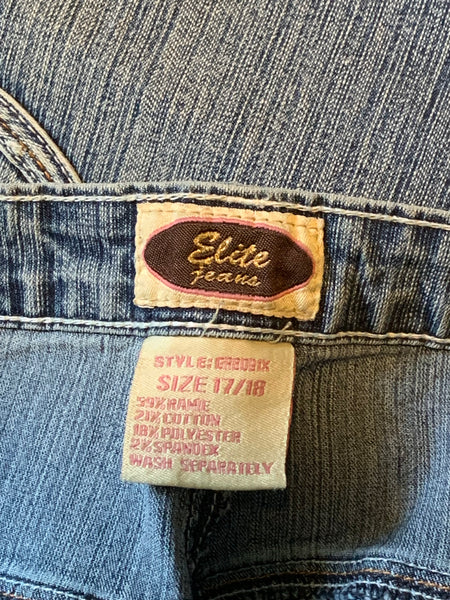 Elite
jeans
STYLE:
SIZE 17/18
59% RAMIE
21% COTTON
18% POLYESTER
2% SPANDEX
WASH SEPARATELY